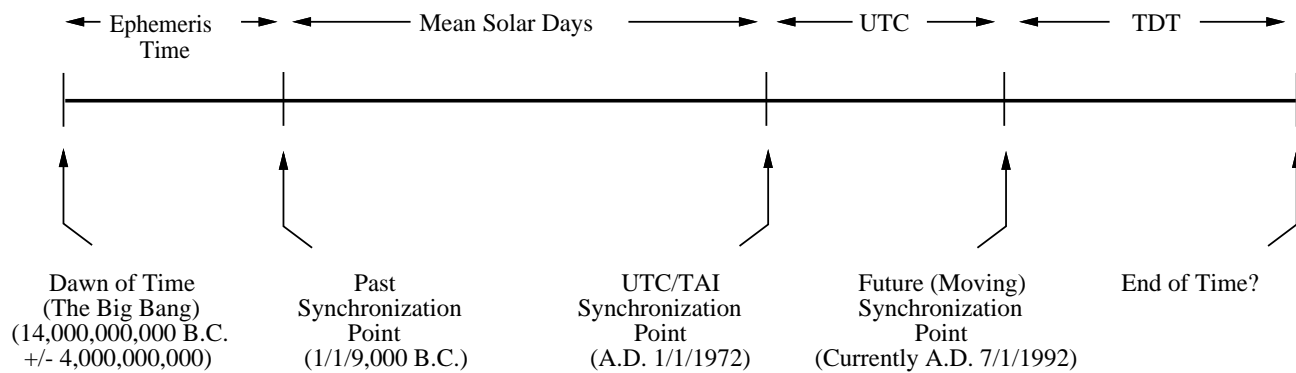 Ephemeris
Time
Mean Solar Days
UTC
TDT
Dawn of Time
(The Big Bang)
(14,000,000,000 B.C.
+/- 4,000,000,000)
Past
Synchronization
Point
(1/1/9,000 B.C.)
UTC/TAI
Synchronization
Point
(A.D. 1/1/1972)
Future (Moving)
Synchronization
Point
(Currently A.D. 7/1/1992)
End of Time?